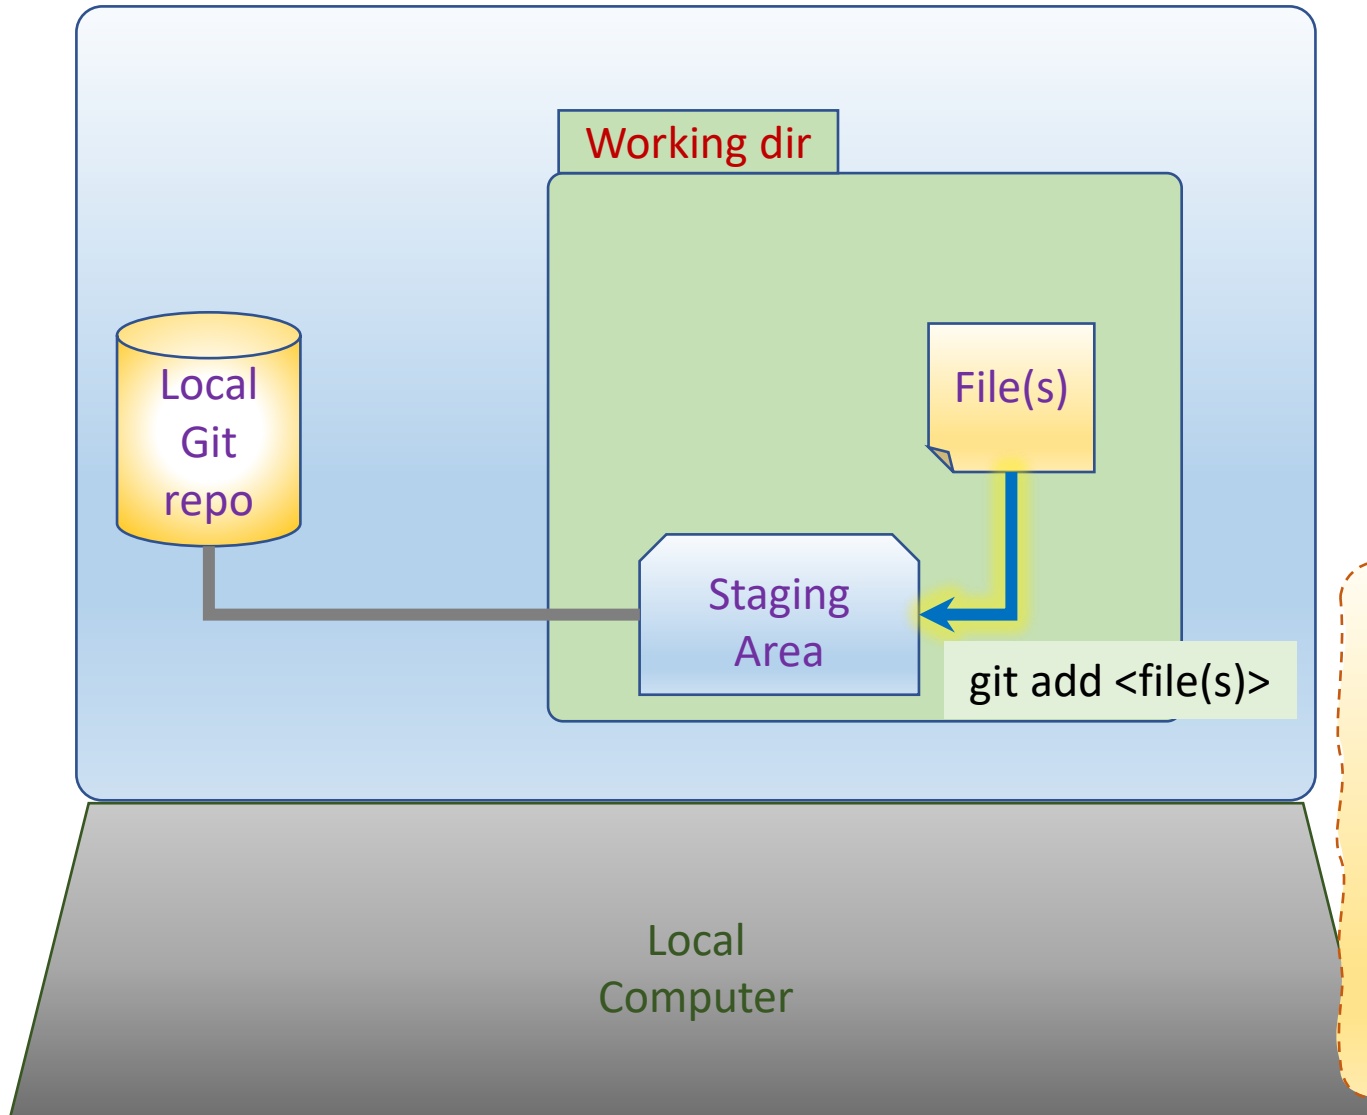 Working dir
Local
Git
repo
File(s)
Staging
Area
git add <file(s)>
Local
Computer